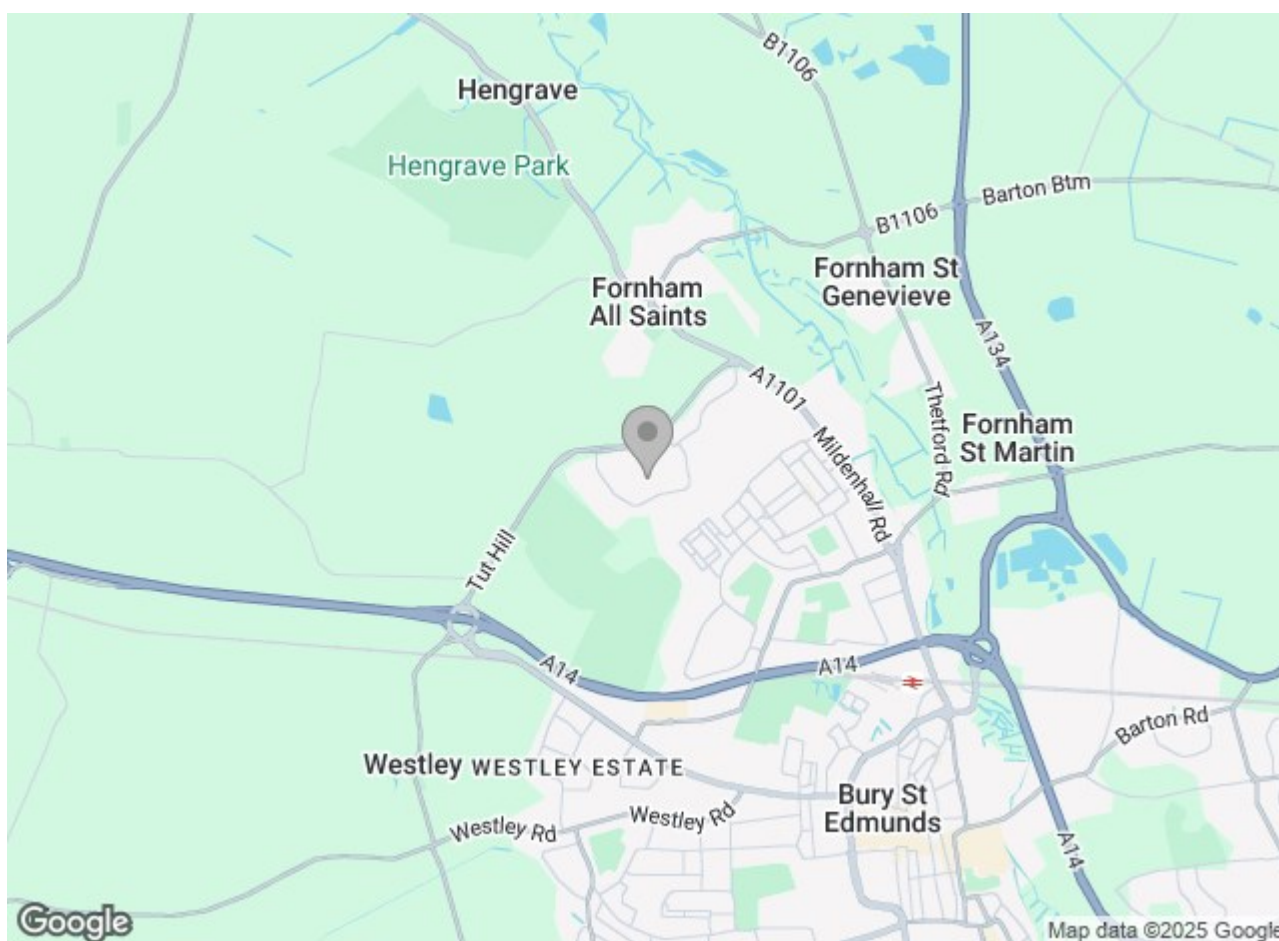 B1106
Hengrave
Hengrave Park
Barton Btm
B1106
Fornham St
Genevieve
Fornham
All Saints
A134
A1101
Thetford Rd
Fornham
St Martin
Mildenhall Rd
Tut Hill
A14
A14
Barton Rd
Westley
WESTLEY ESTATE
Bury St
Edmunds
Westley Rd
Westley Rd
A14
Google
Map data ©2025 Google